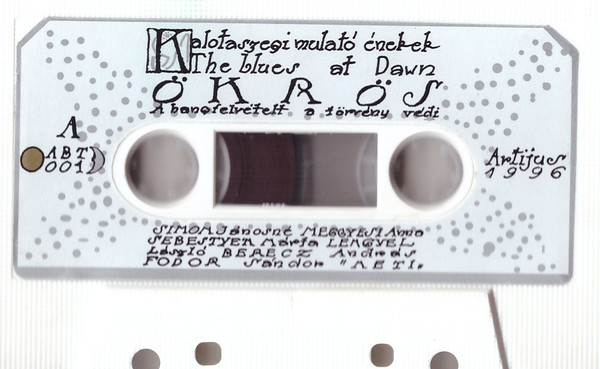 Kalotaszegi mulató énekek
The blues at Dawn
ÖKRÖS
A hangfelvételt a törvény védi
A
ABT
001
Artijus
1996
SIMON Jánosné MEGGYESI Anna
SEBESTYÉN Márta LENGYEL
László BERECZ András
FODOR Sándor "NETI"